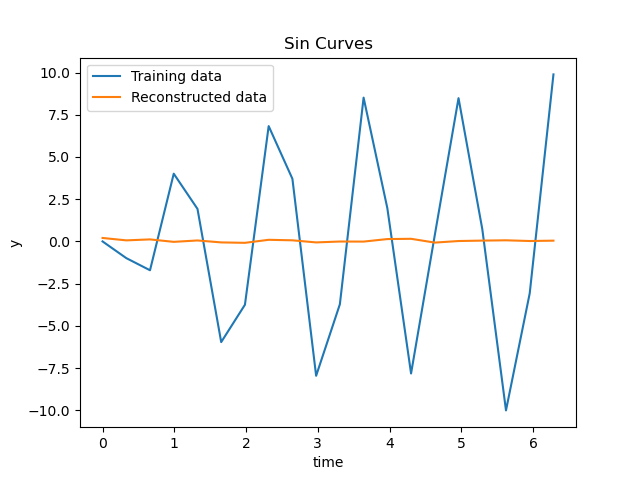 Sin Curves
Training data
Reconstructed data
10.0
7.5
5.0
2.5
0.0
−2.5
−5.0
−7.5
−10.0
y
0 1 2 3 4 5 6
time